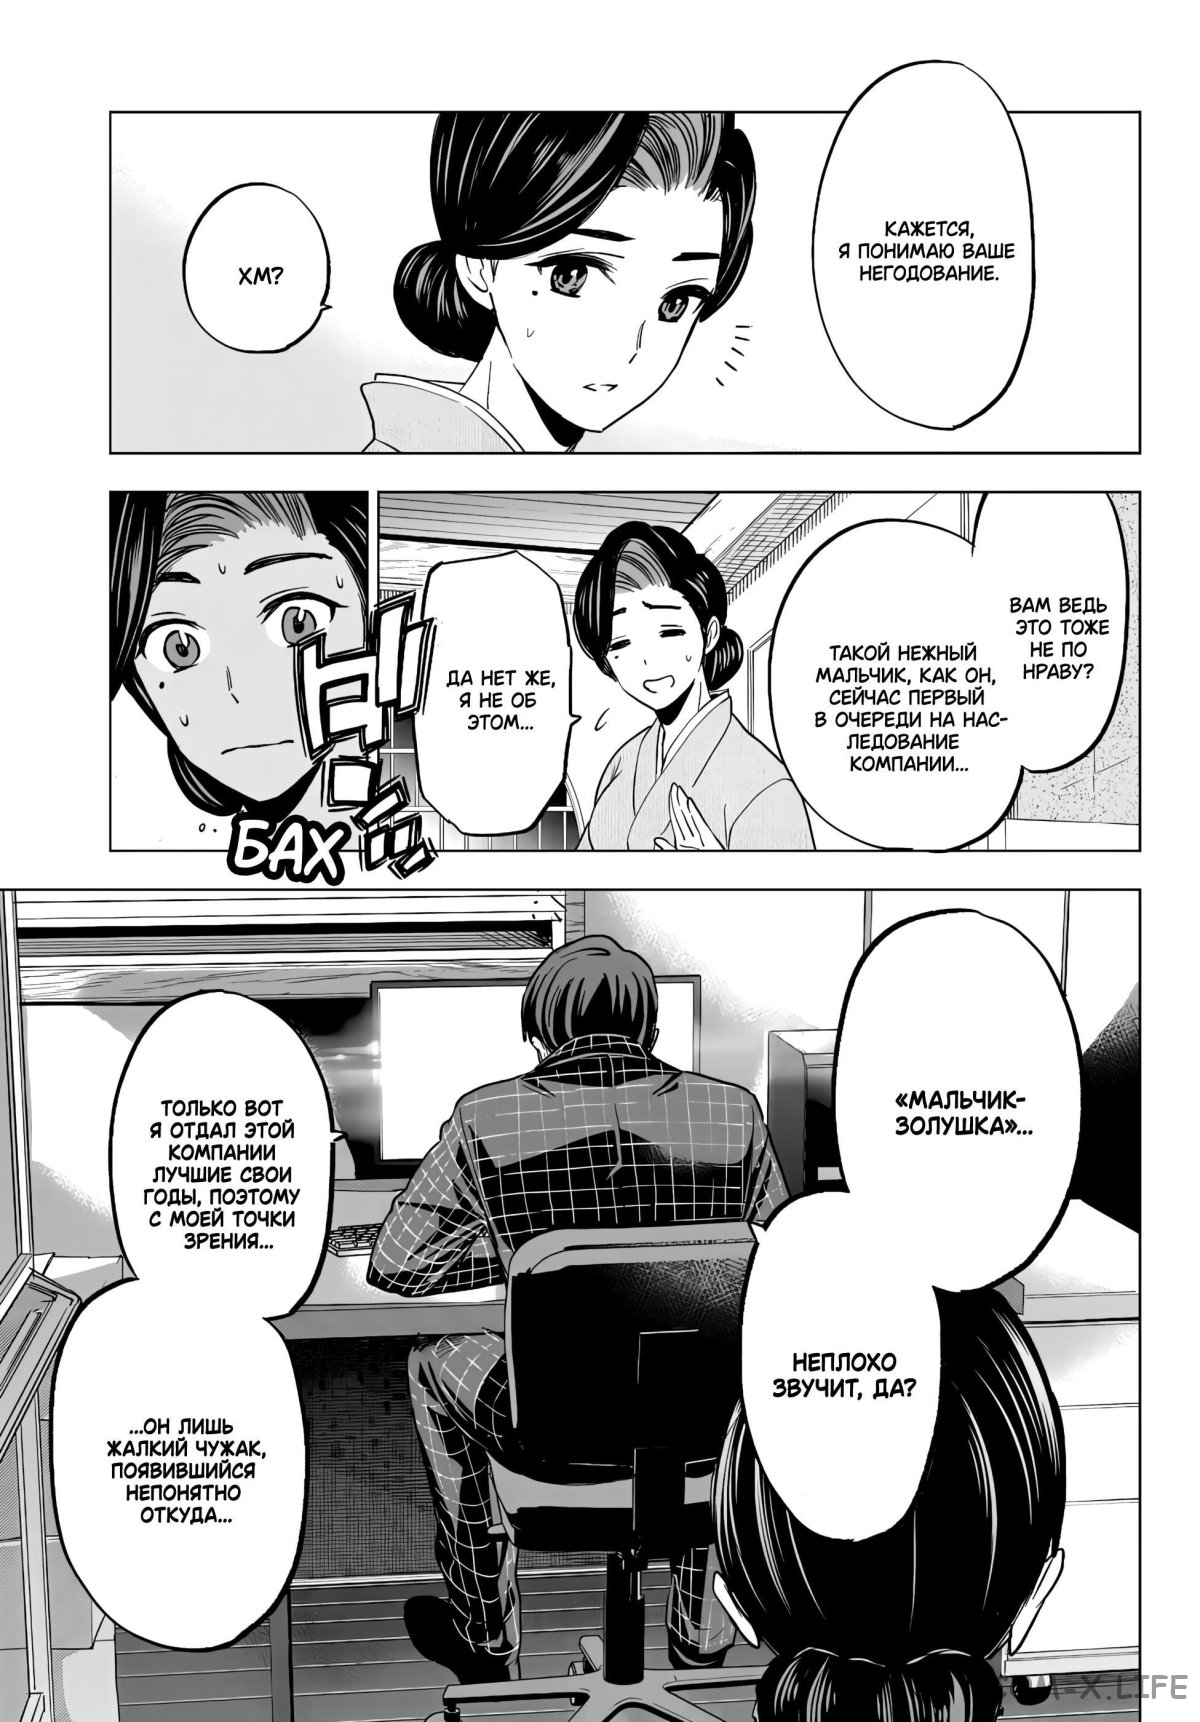 КАЖЕТСЯ,
Я ПОНИМАЮ ВАШЕ
НЕГОДОВАНИЕ.
ХМ?
ВАМ ВЕДЬ
ЭТО ТОЖЕ
НЕ ПО
НРАВУ?
ТАКОЙ НЕЖНЫЙ
МАЛЬЧИК, КАК ОН,
СЕЙЧАС ПЕРВЫЙ
В ОЧЕРЕДИ НА НАС-
ЛЕДОВАНИЕ
КОМПАНИИ...
ДА НЕТ ЖЕ,
Я НЕ ОБ
ЭТОМ...
БАХ
«МАЛЬЧИК-
ЗОЛУШКА»...
НЕПЛОХО
ЗВУЧИТ, ДА?
ТОЛЬКО ВОТ
Я ОТДАЛ ЭТОЙ
КОМПАНИИ
ЛУЧШИЕ СВОИ
ГОДЫ, ПОЭТОМУ
С МОЕЙ ТОЧКИ
ЗРЕНИЯ...
...ОН ЛИШЬ
ЖАЛКИЙ ЧУЖАК,
ПОЯВИВШИЙСЯ
НЕПОНЯТНО
ОТКУДА...
COM-X.LIFE